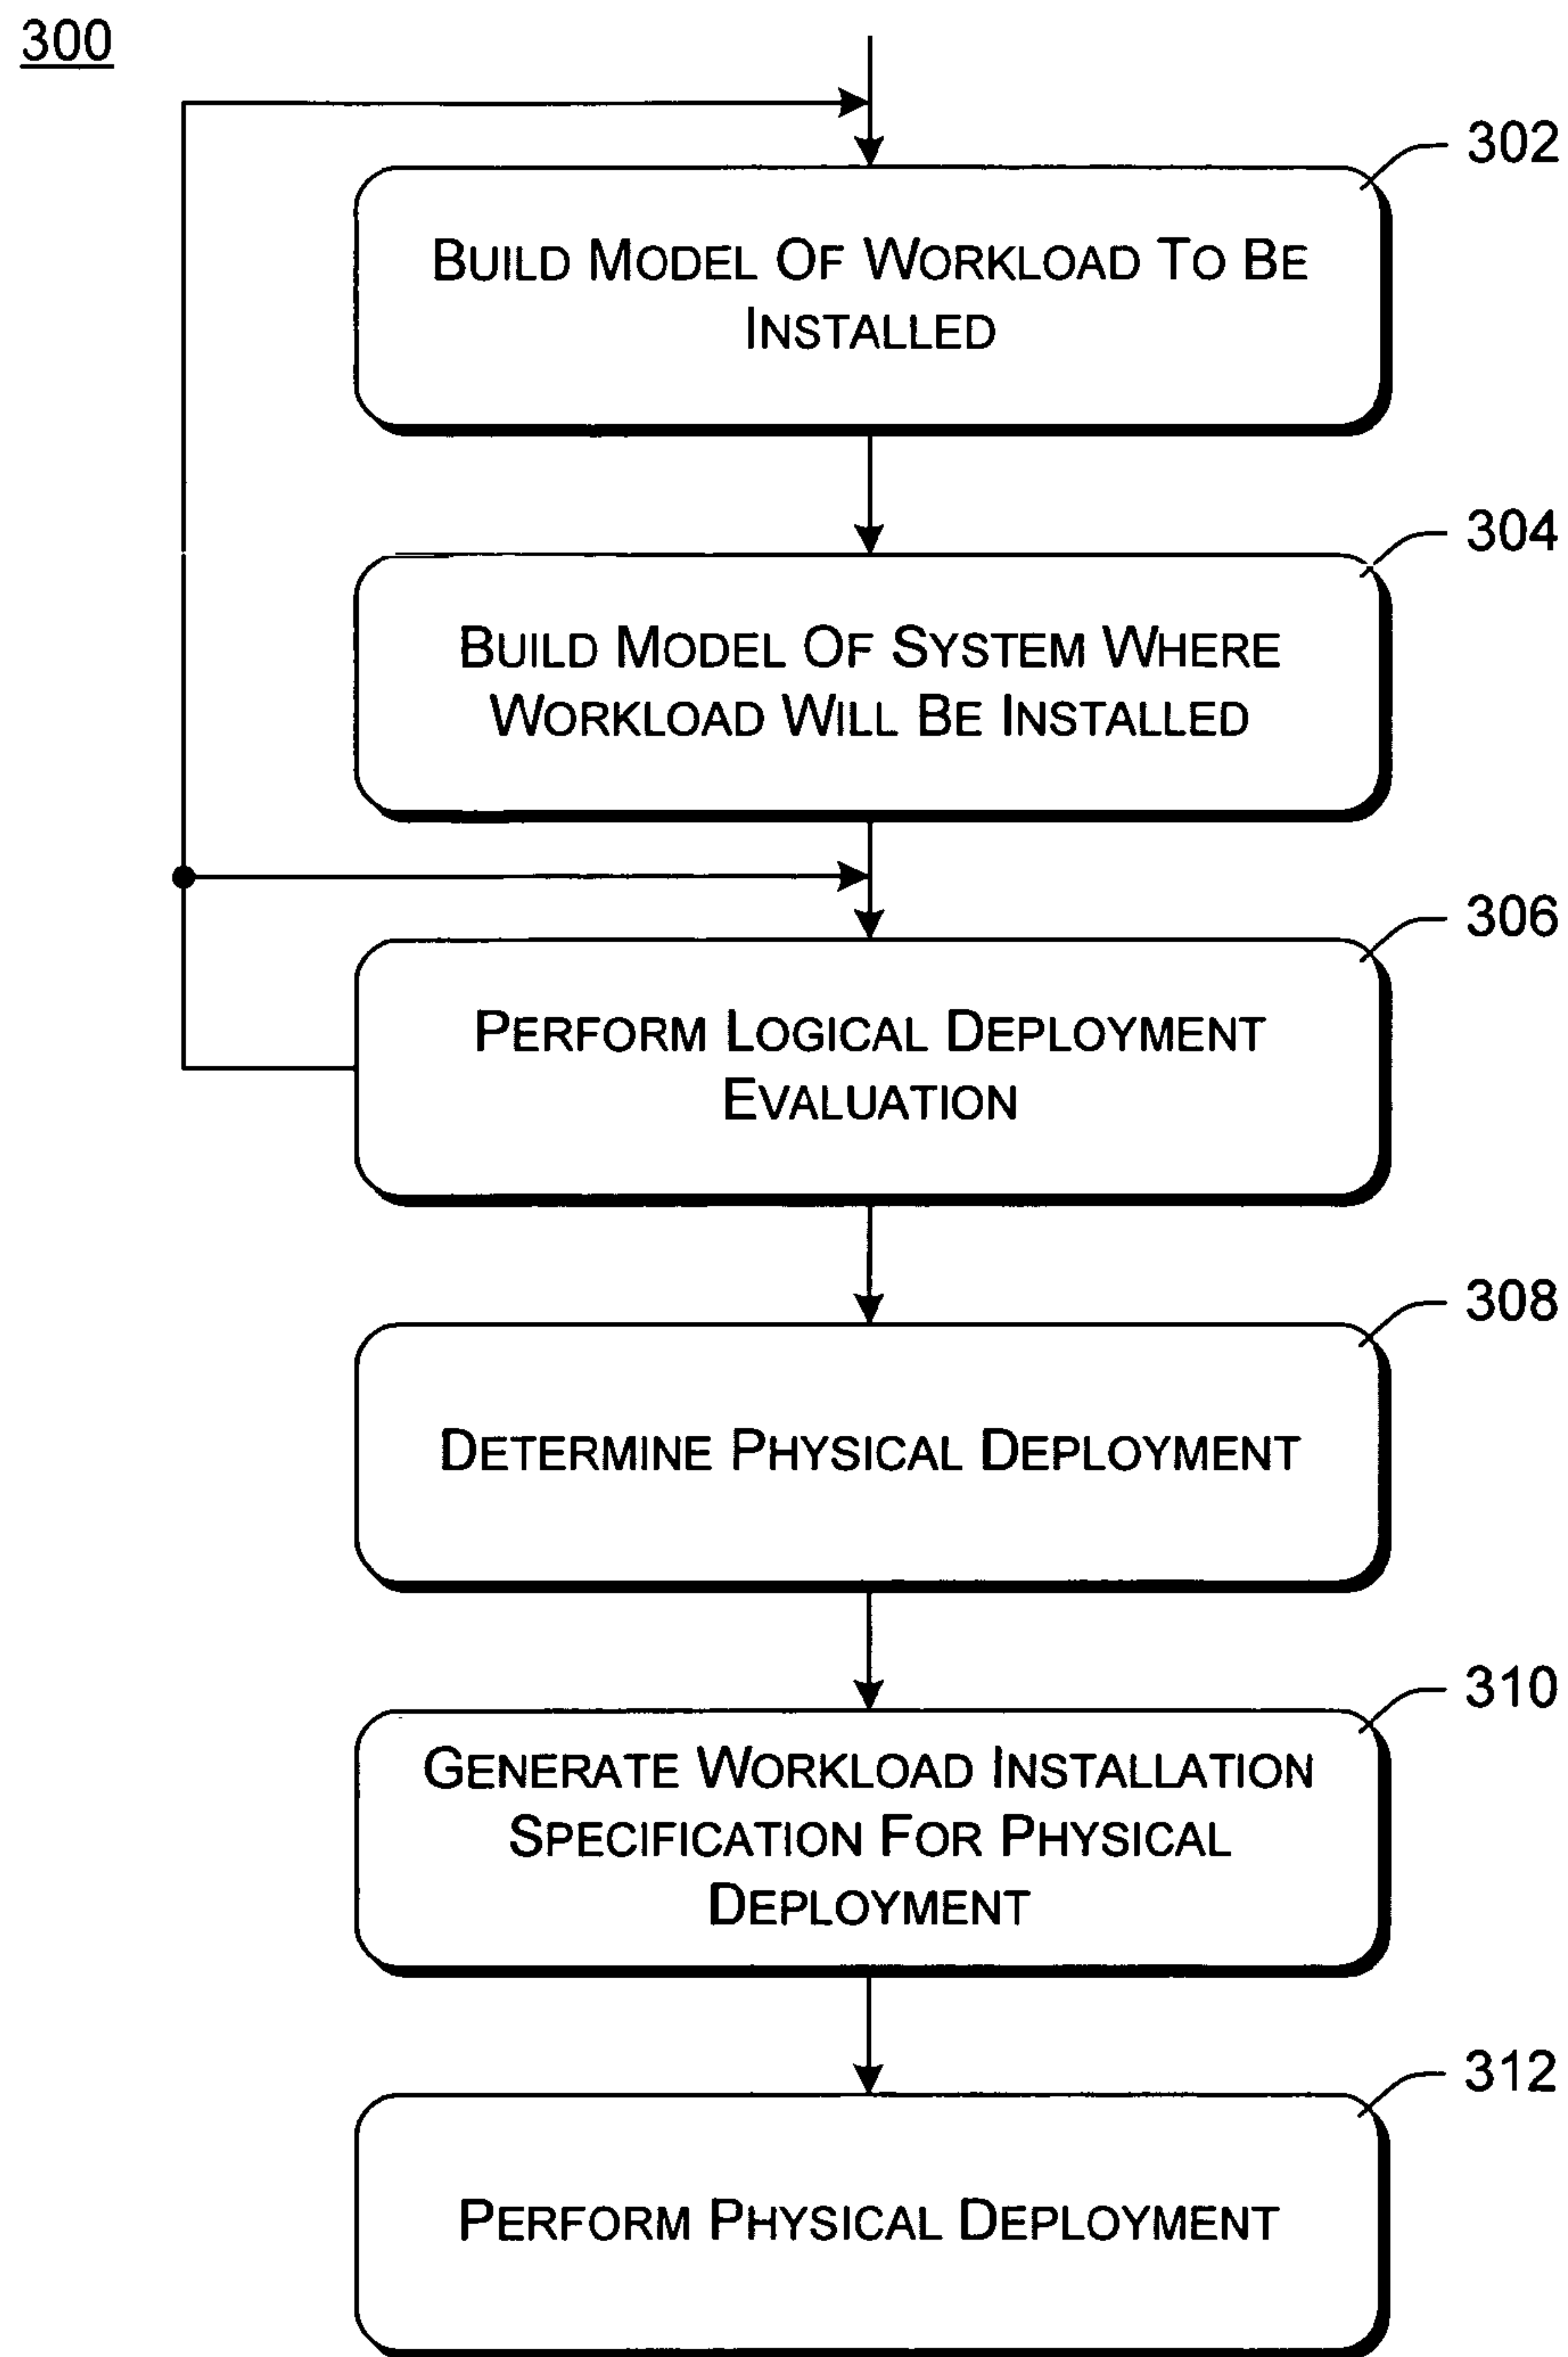 300
302
BUILD MODEL OF WORKLOAD TO BE
INSTALLED
304
BUILD MODEL OF SYSTEM WHERE
WORKLOAD WILL BE INSTALLED
306
PERFORM LOGICAL DEPLOYMENT
EVALUATION
308
DETERMINE PHYSICAL DEPLOYMENT
310
GENERATE WORKLOAD INSTALLATION
SPECIFICATION FOR PHYSICAL
DEPLOYMENT
312
PERFORM PHYSICAL DEPLOYMENT